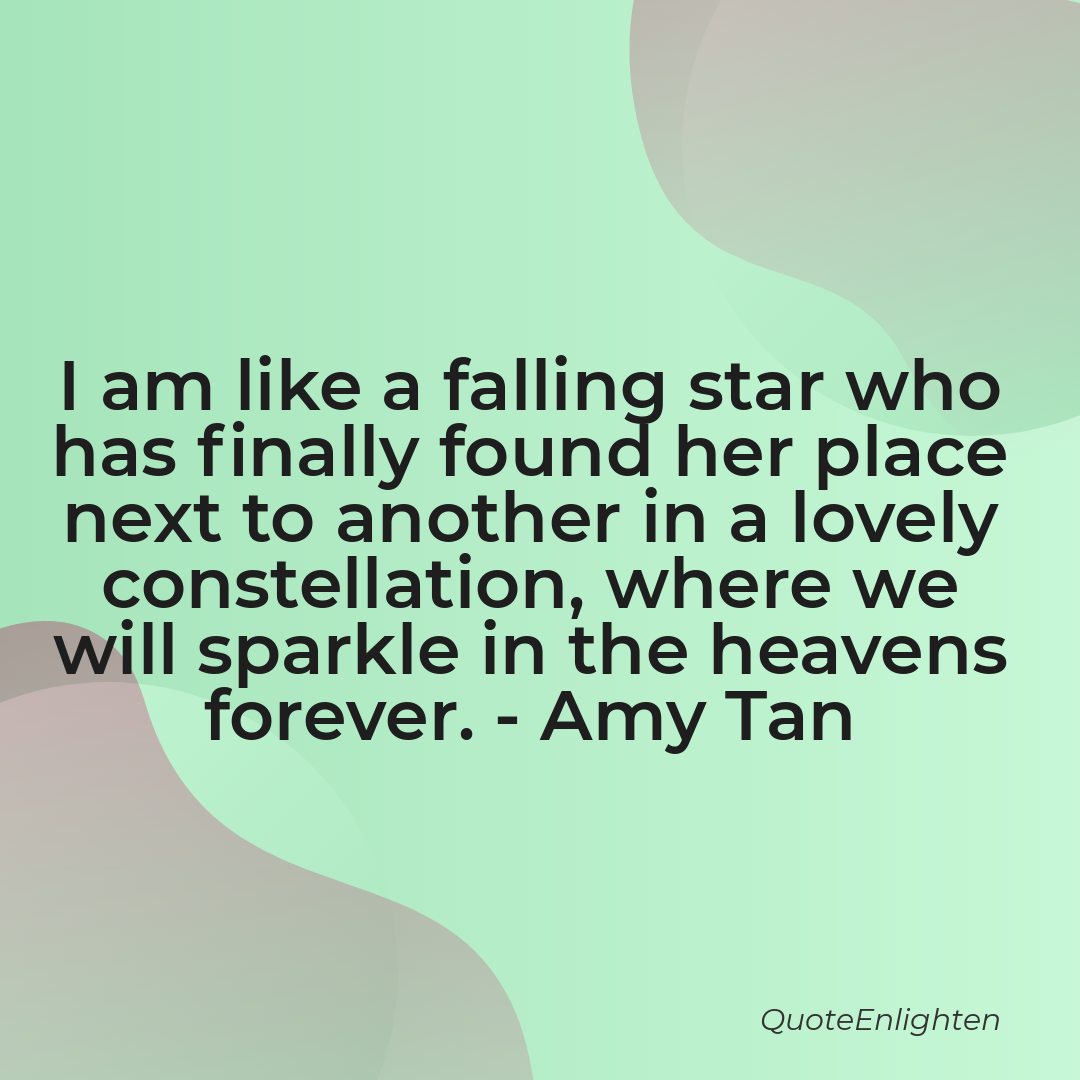 I am like a falling star who
has finally found her place
next to another in a lovely
constellation, where we
will sparkle in the heavens
forever. - Amy Tan
QuoteEnlighten